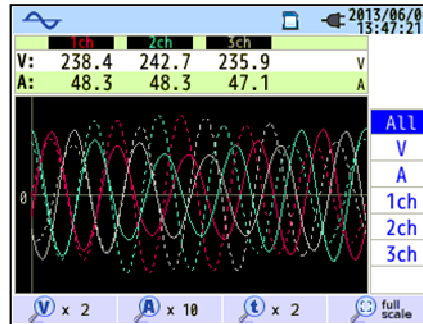 2013/06/0
13:47:21
1ch 2ch 3ch
V: 238.4 242.7 235.9 V
A: 48.3 48.3 47.1 A
All
V
A
1ch
2ch
3ch
0
V x 2 A x 10 t x 2 full scale